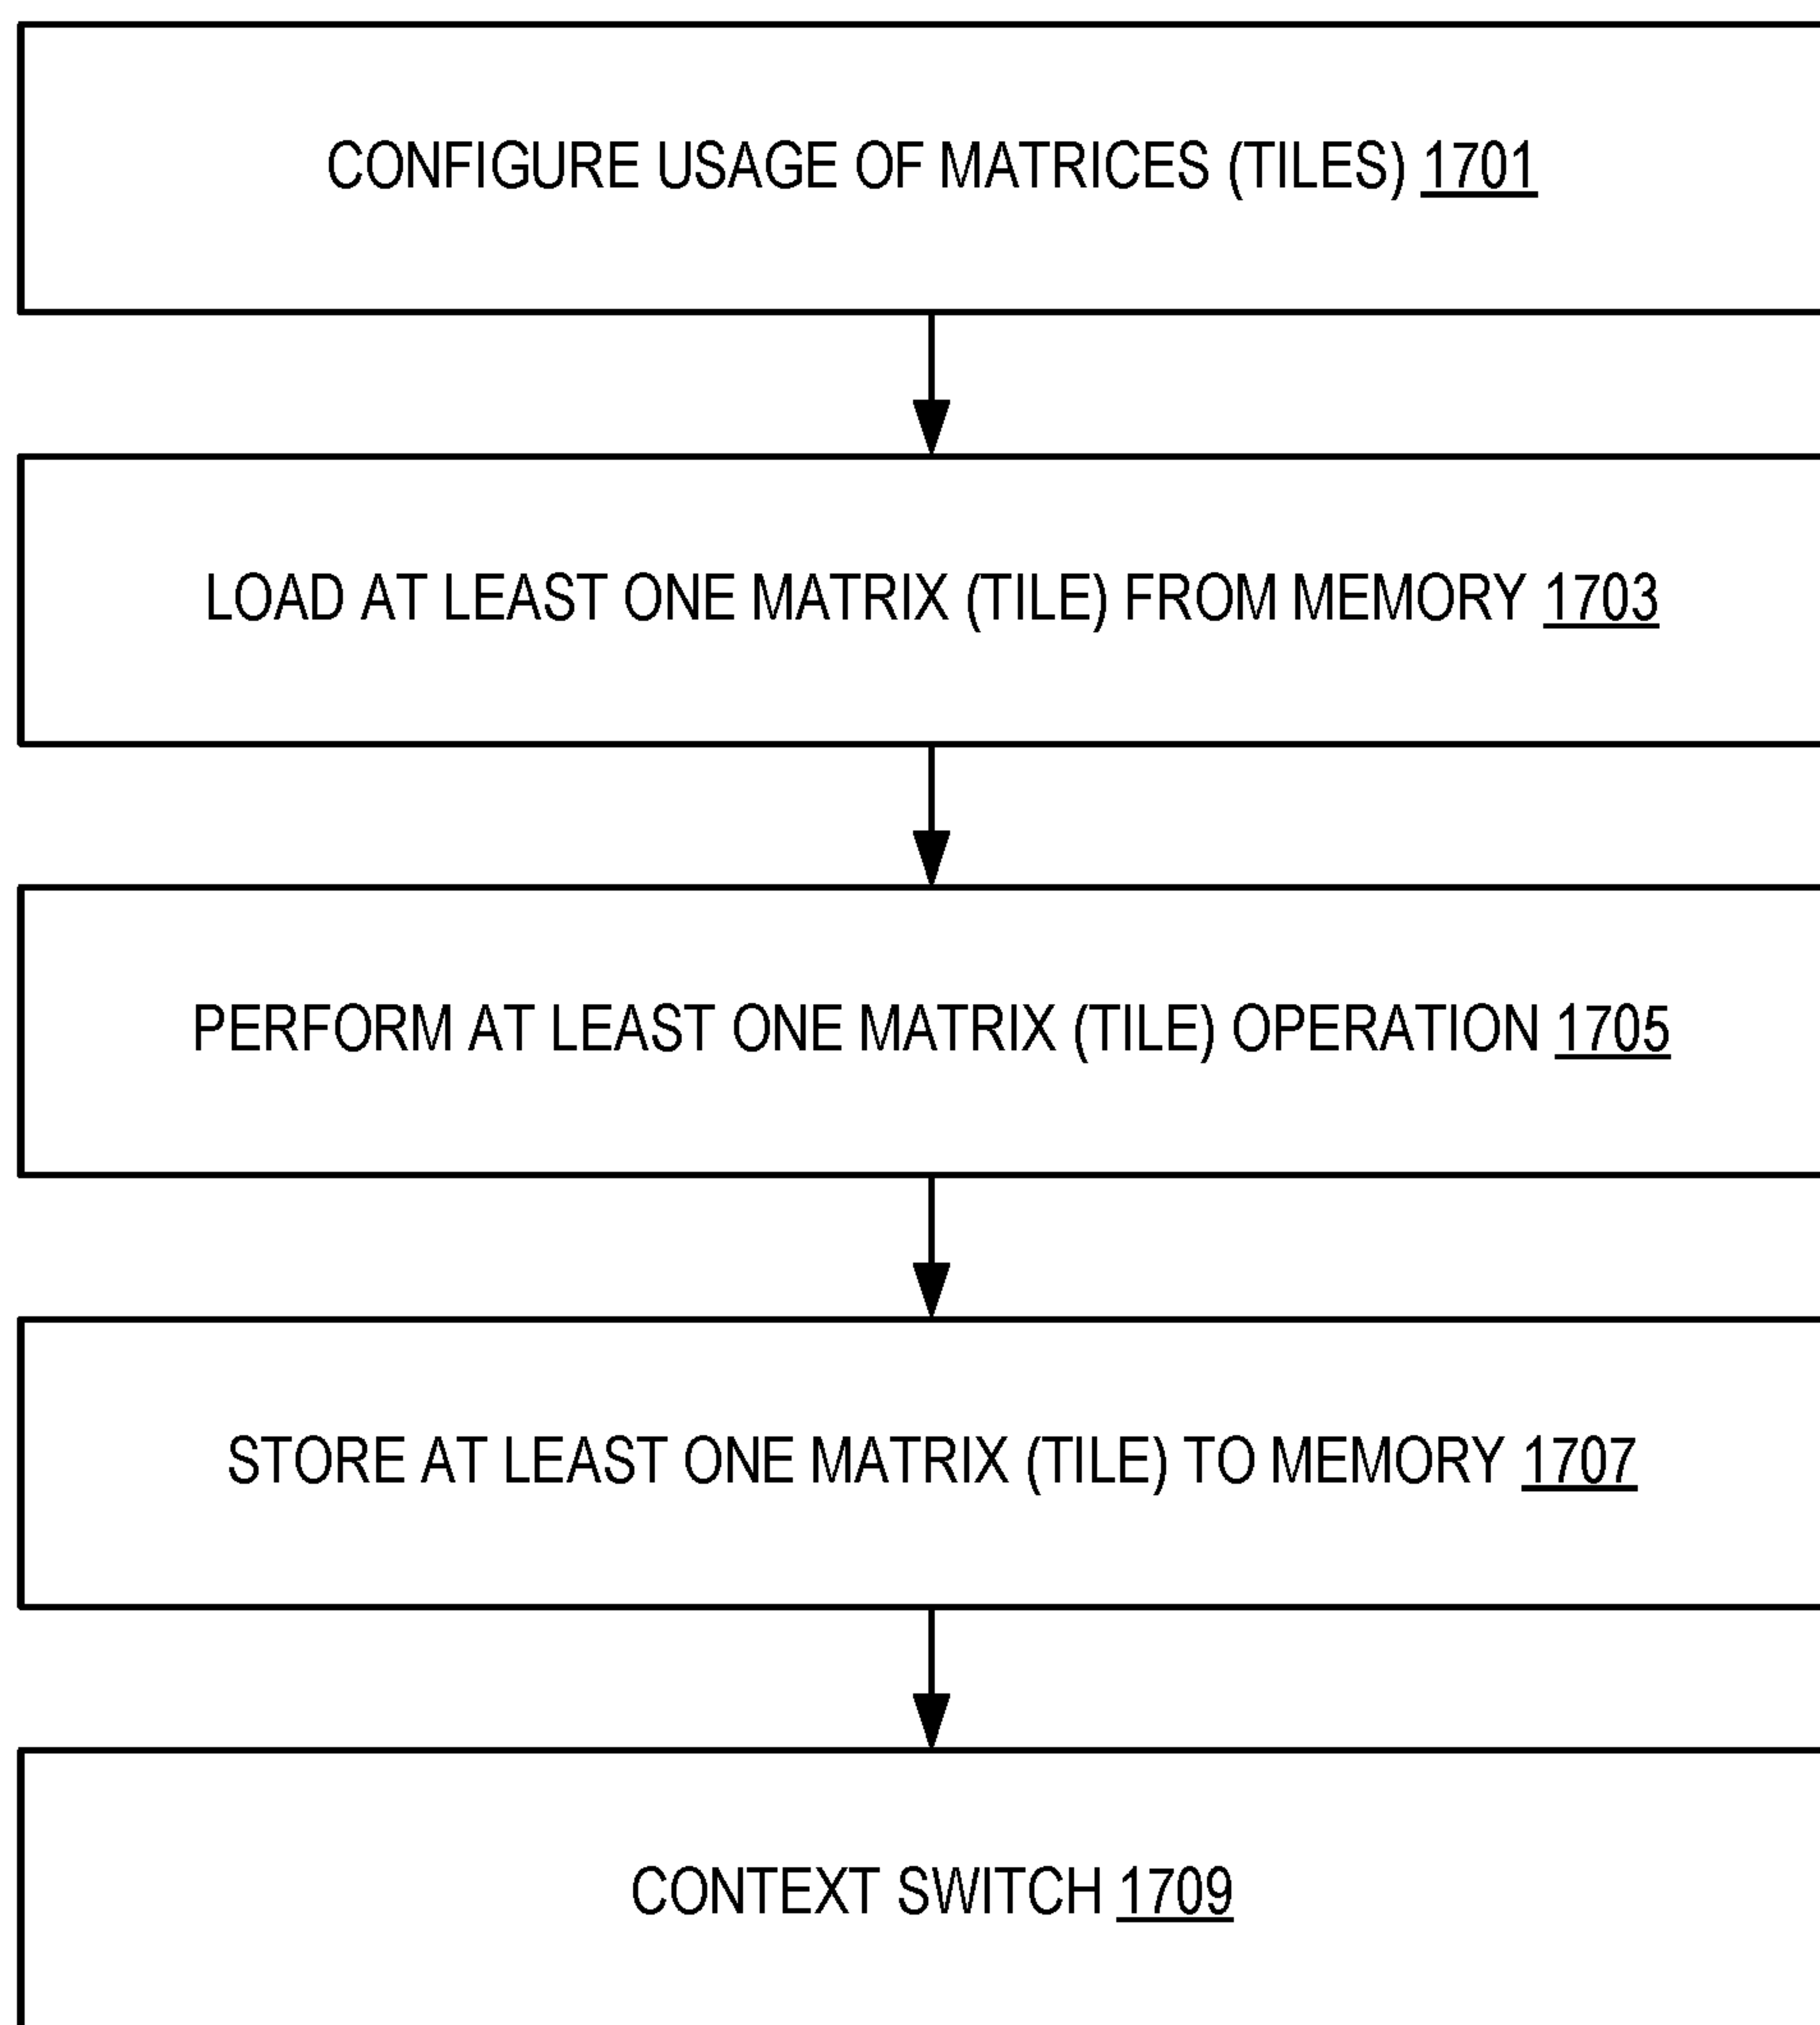 CONFIGURE USAGE OF MATRICES (TILES) 1701
LOAD AT LEAST ONE MATRIX (TILE) FROM MEMORY 1703
PERFORM AT LEAST ONE MATRIX (TILE) OPERATION 1705
STORE AT LEAST ONE MATRIX (TILE) TO MEMORY 1707
CONTEXT SWITCH 1709